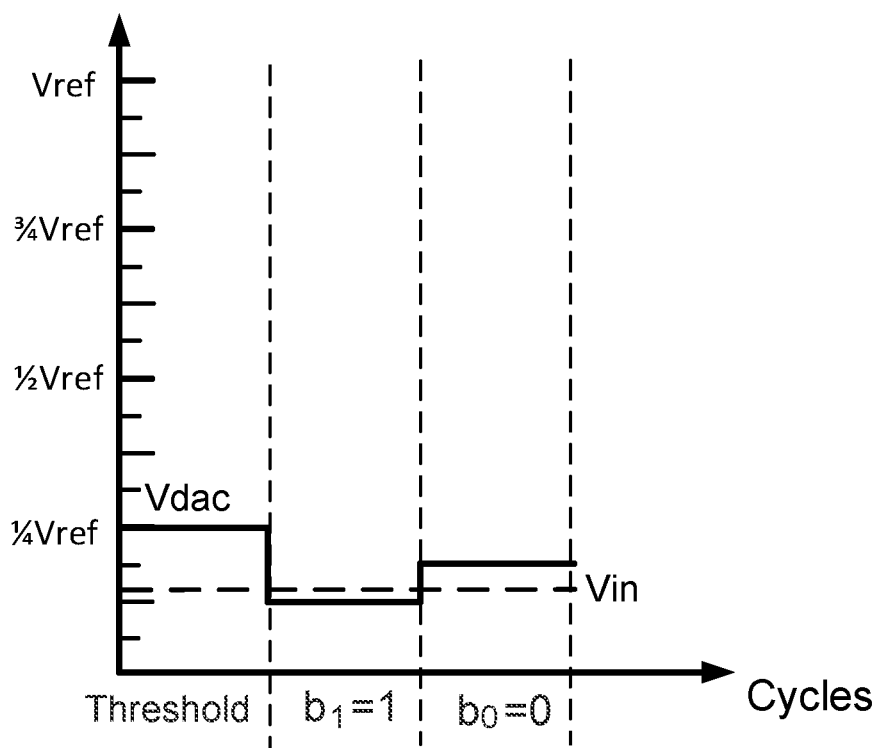 Vref
¾Vref
½Vref
Vdac
¼Vref
Vin
Threshold b₁=1 b₀=0
Cycles